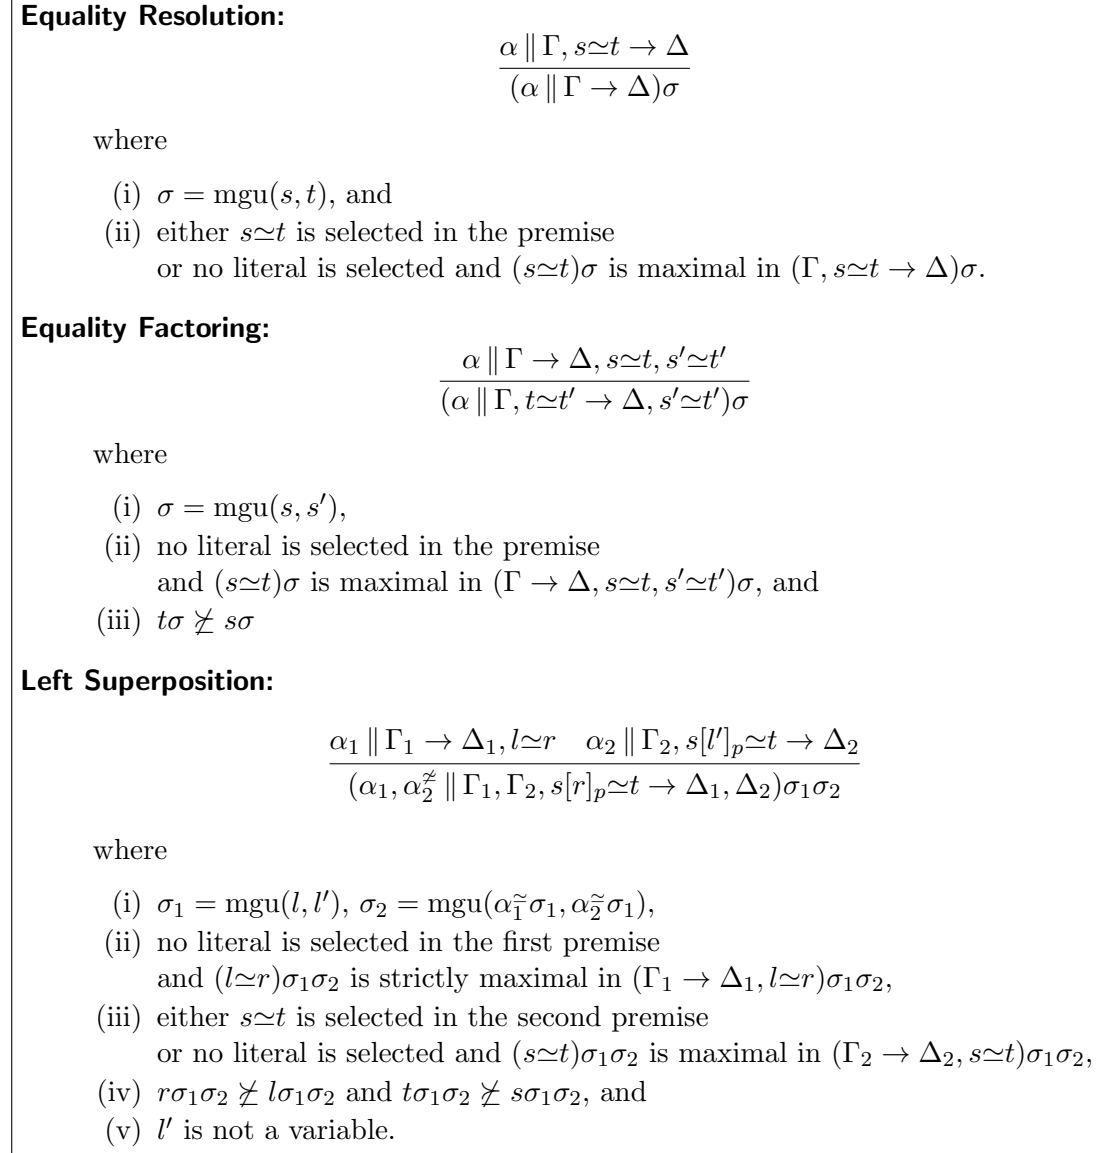 Equality Resolution:
α ∥ Γ, s≃t → Δ
(α ∥ Γ → Δ)σ
where
(i) σ = mgu(s, t), and
(ii) either s≃t is selected in the premise
or no literal is selected and (s≃t)σ is maximal in (Γ, s≃t → Δ)σ.
Equality Factoring:
α ∥ Γ → Δ, s≃t, s′≃t′
(α ∥ Γ, t≃t′ → Δ, s′≃t′)σ
where
(i) σ = mgu(s, s′),
(ii) no literal is selected in the premise
and (s≃t)σ is maximal in (Γ → Δ, s≃t, s′≃t′)σ, and
(iii) tσ ⋡ sσ
Left Superposition:
α₁ ∥ Γ₁ → Δ₁, l≃r α₂ ∥ Γ₂, s[l′]ₚ≃t → Δ₂
(α₁, α₂^≄ ∥ Γ₁, Γ₂, s[r]ₚ≃t → Δ₁, Δ₂)σ₁σ₂
where
(i) σ₁ = mgu(l, l′), σ₂ = mgu(α₁^≃σ₁, α₂^≃σ₁),
(ii) no literal is selected in the first premise
and (l≃r)σ₁σ₂ is strictly maximal in (Γ₁ → Δ₁, l≃r)σ₁σ₂,
(iii) either s≃t is selected in the second premise
or no literal is selected and (s≃t)σ₁σ₂ is maximal in (Γ₂ → Δ₂, s≃t)σ₁σ₂,
(iv) rσ₁σ₂ ⋡ lσ₁σ₂ and tσ₁σ₂ ⋡ sσ₁σ₂, and
(v) l′ is not a variable.